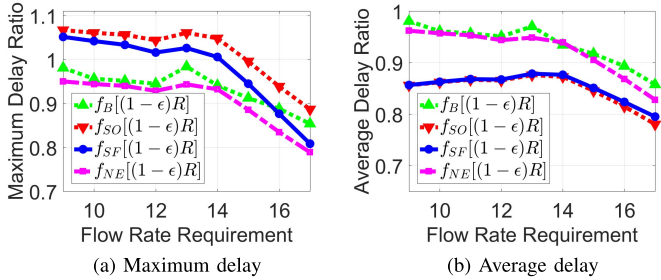 Maximum Delay Ratio
1.1
1
0.9
0.8
0.7
f_B[(1 − ϵ)R]
f_SO[(1 − ϵ)R]
f_SF[(1 − ϵ)R]
f_NE[(1 − ϵ)R]
10 12 14 16
Flow Rate Requirement
(a) Maximum delay
Average Delay Ratio
1
0.9
0.8
0.7
f_B[(1 − ϵ)R]
f_SO[(1 − ϵ)R]
f_SF[(1 − ϵ)R]
f_NE[(1 − ϵ)R]
10 12 14 16
Flow Rate Requirement
(b) Average delay